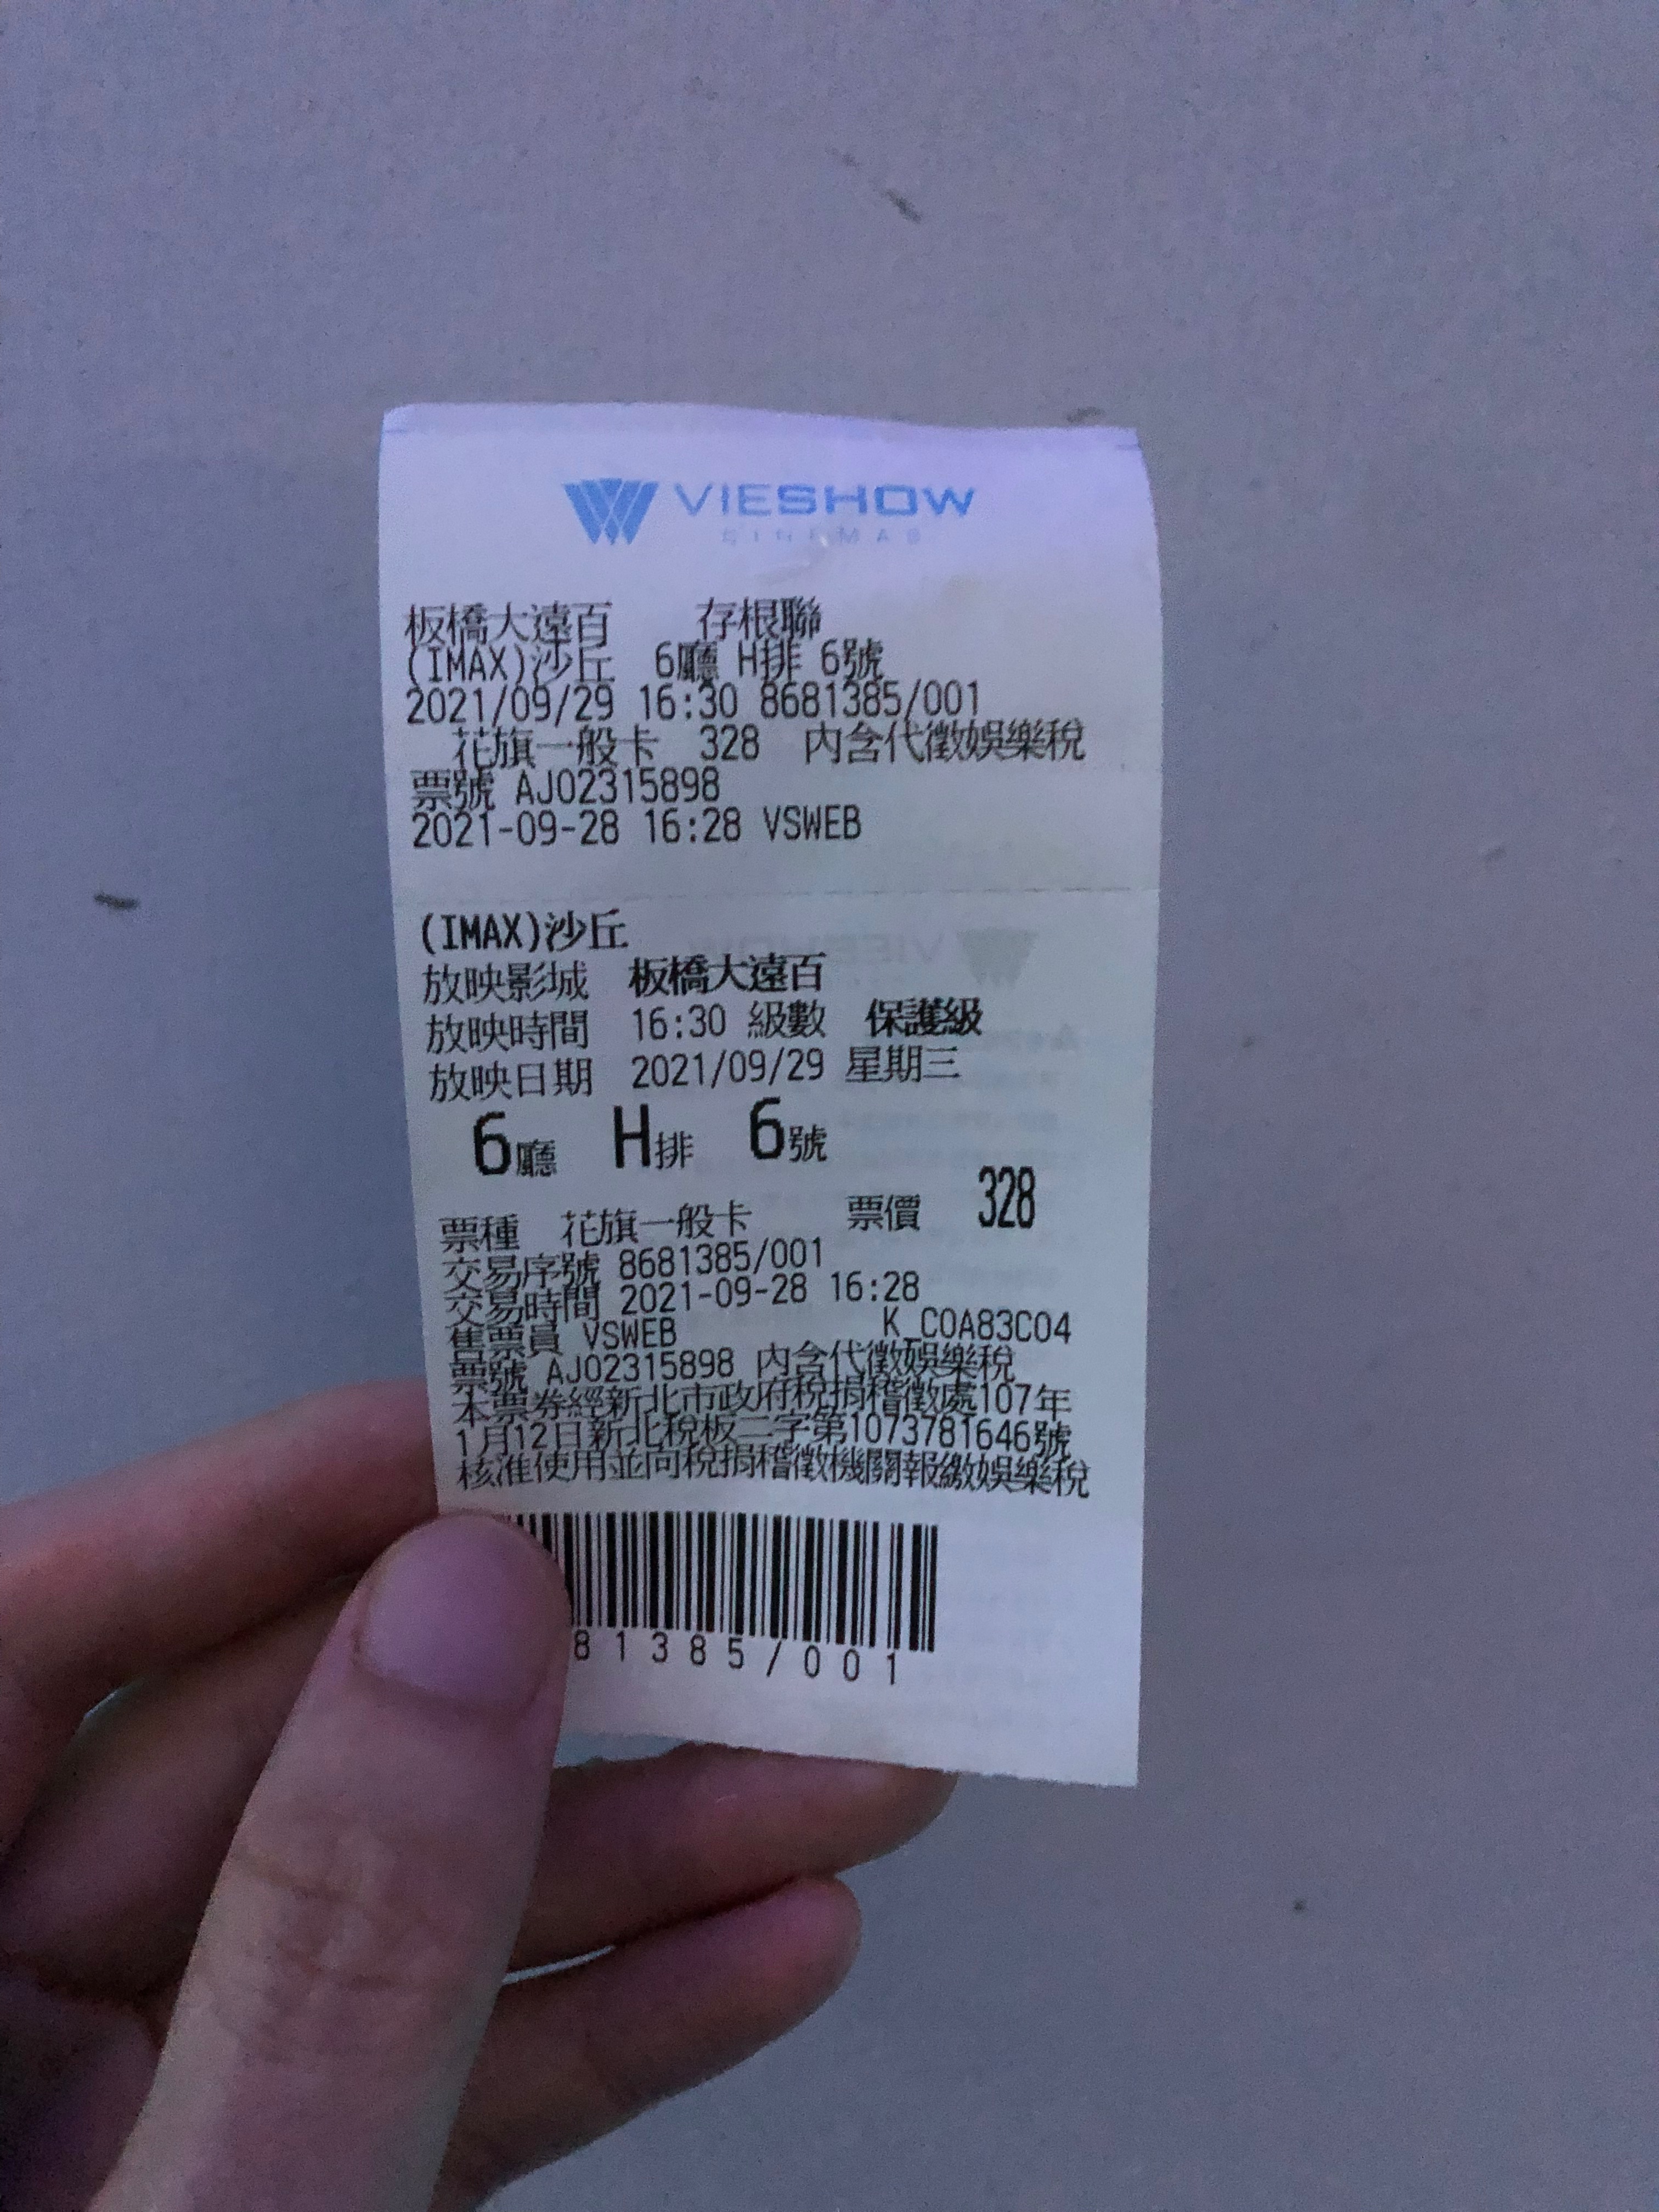 VIESHOW
CINEMAS
板橋大遠百 存根聯
(IMAX)沙丘 6廳 H排 6號
2021/09/29 16:30 8681385/001
花旗一般卡 328 內含代徵娛樂稅
票號 AJ02315898
2021-09-28 16:28 VSWEB
(IMAX)沙丘
放映影城 板橋大遠百
放映時間 16:30 級數 保護級
放映日期 2021/09/29 星期三
6廳 H排 6號
票種 花旗一般卡 票價 328
交易序號 8681385/001
交易時間 2021-09-28 16:28
售票員 VSWEB K_C0A83C04
票號 AJ02315898 內含代徵娛樂稅
本票券經新北市政府稅捐稽徵處107年
1月12日新北稅板二字第1073781646號
核准使用並向稅捐稽徵機關報繳娛樂稅
81385/001